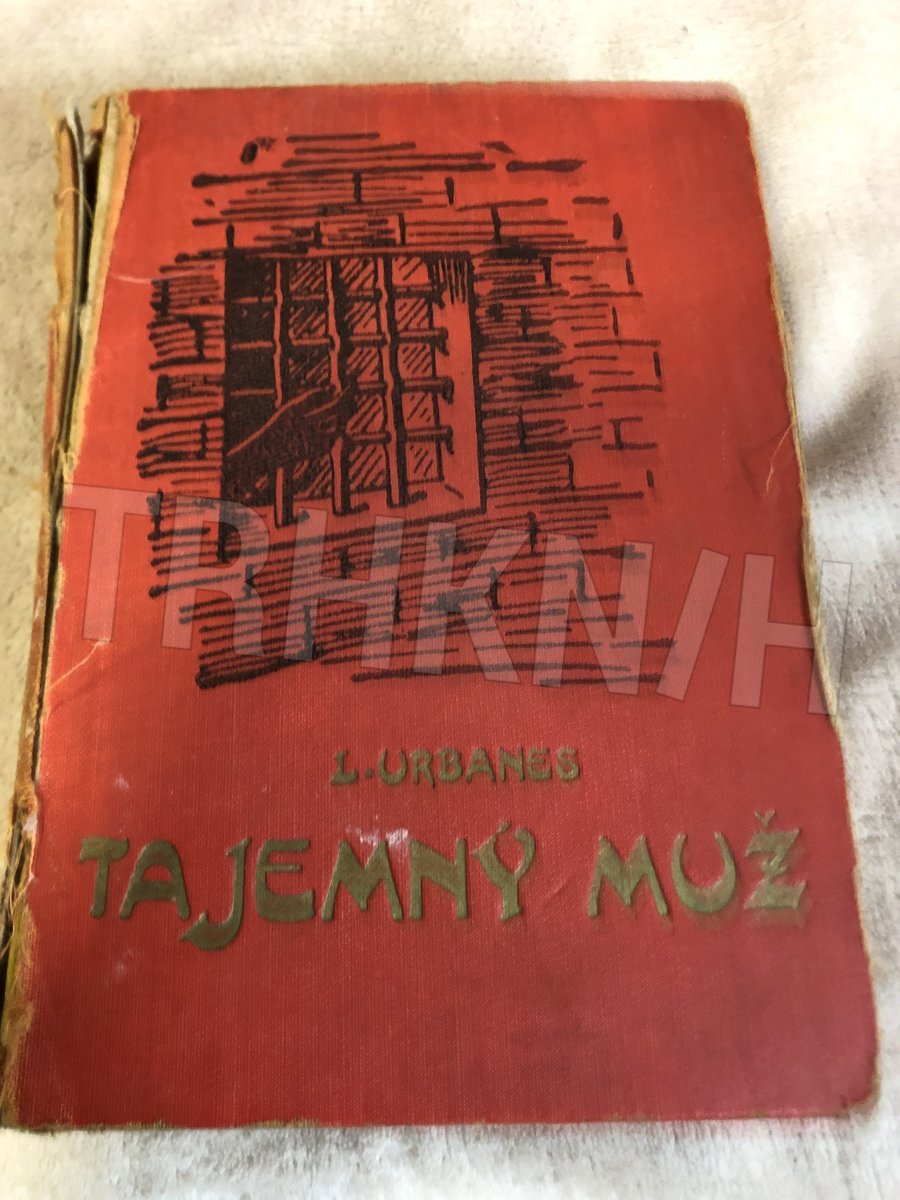 TRHKNIH
L. URBANES
TAJEMNÝ MUŽ